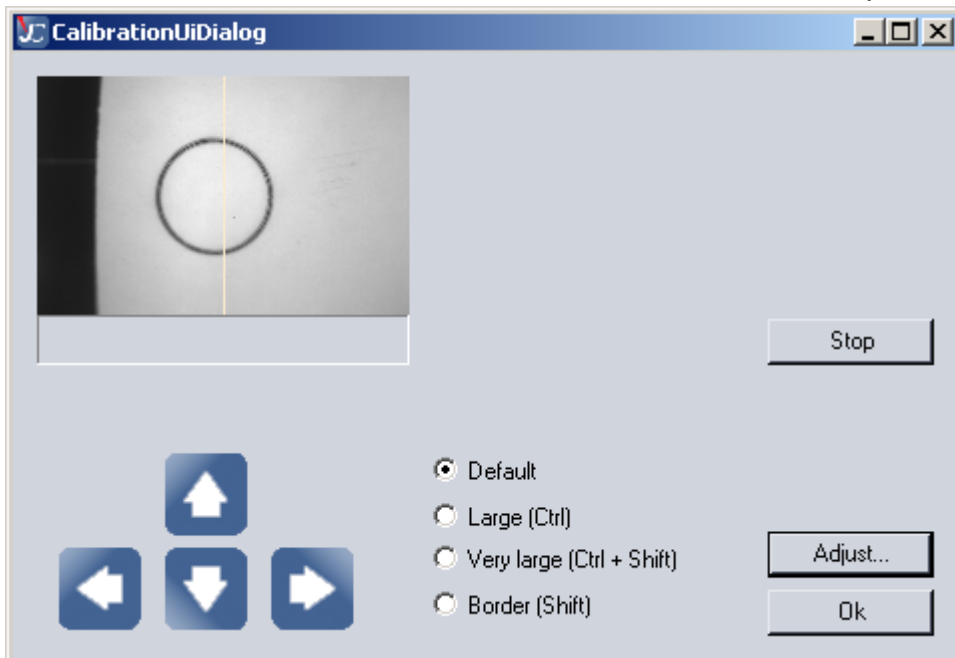 CalibrationUiDialog
Stop
Default
Large (Ctrl)
Very large (Ctrl + Shift)
Border (Shift)
Adjust...
Ok